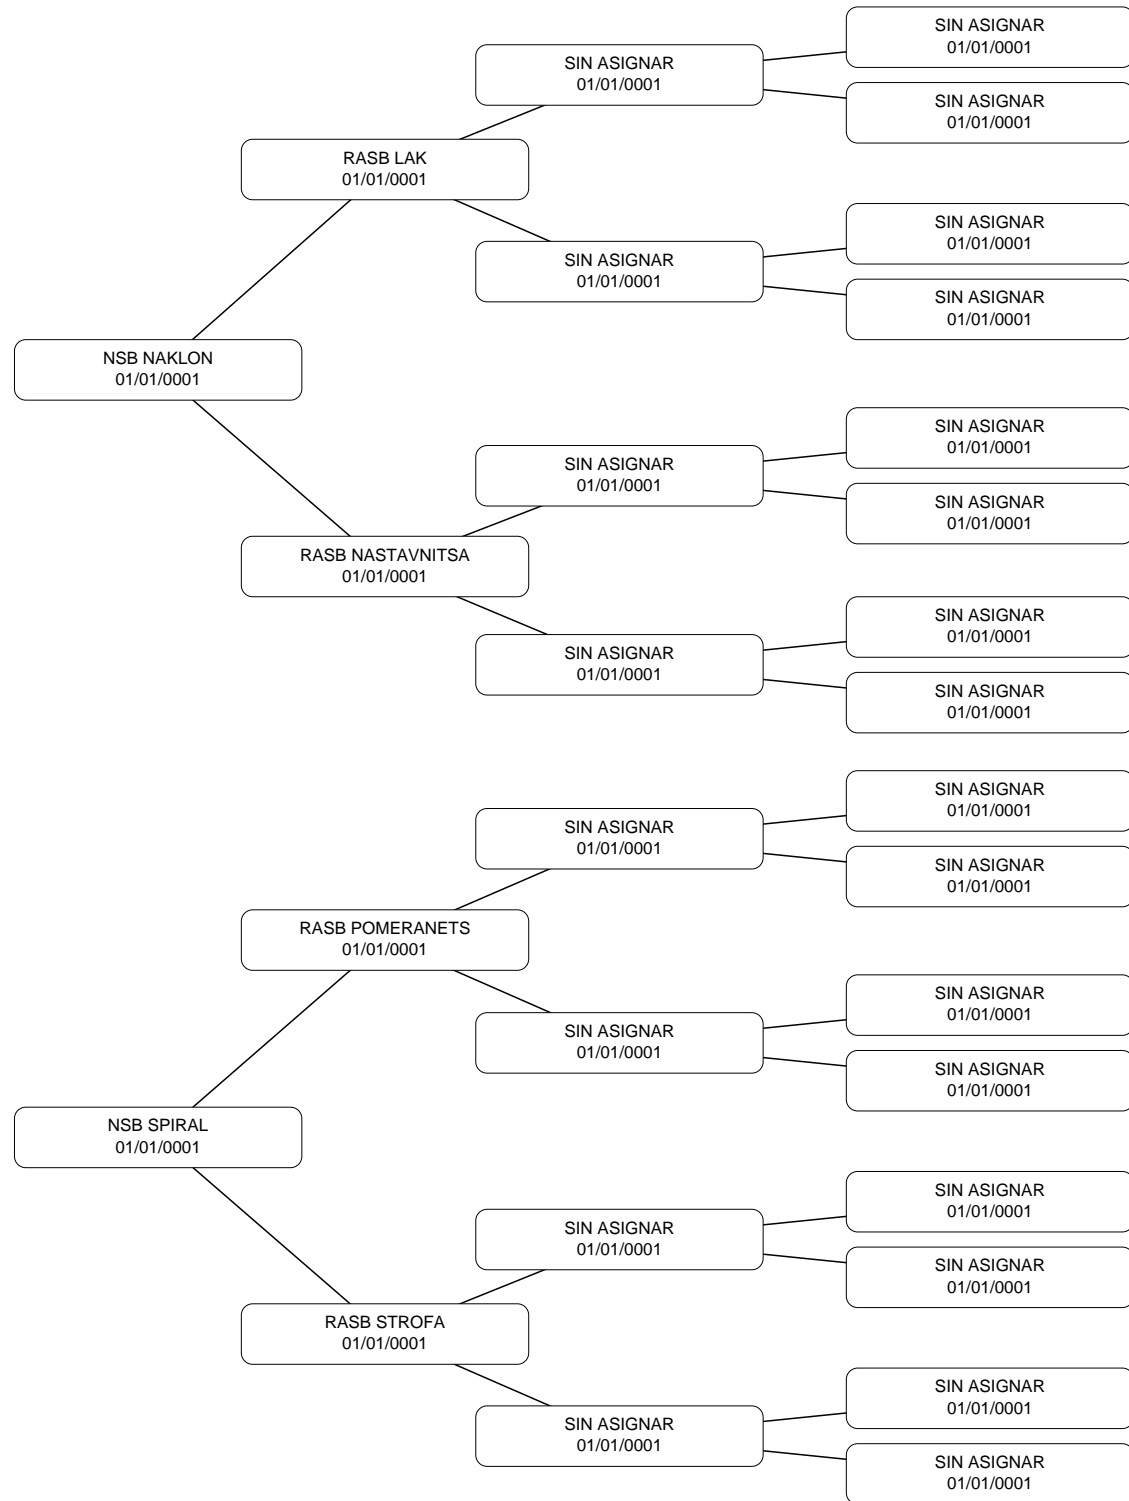 SIN ASIGNAR
01/01/0001
SIN ASIGNAR
01/01/0001
SIN ASIGNAR
01/01/0001
RASB LAK
01/01/0001
SIN ASIGNAR
01/01/0001
SIN ASIGNAR
01/01/0001
SIN ASIGNAR
01/01/0001
NSB NAKLON
01/01/0001
SIN ASIGNAR
01/01/0001
SIN ASIGNAR
01/01/0001
SIN ASIGNAR
01/01/0001
RASB NASTAVNITSA
01/01/0001
SIN ASIGNAR
01/01/0001
SIN ASIGNAR
01/01/0001
SIN ASIGNAR
01/01/0001
SIN ASIGNAR
01/01/0001
SIN ASIGNAR
01/01/0001
SIN ASIGNAR
01/01/0001
RASB POMERANETS
01/01/0001
SIN ASIGNAR
01/01/0001
SIN ASIGNAR
01/01/0001
SIN ASIGNAR
01/01/0001
NSB SPIRAL
01/01/0001
SIN ASIGNAR
01/01/0001
SIN ASIGNAR
01/01/0001
SIN ASIGNAR
01/01/0001
RASB STROFA
01/01/0001
SIN ASIGNAR
01/01/0001
SIN ASIGNAR
01/01/0001
SIN ASIGNAR
01/01/0001